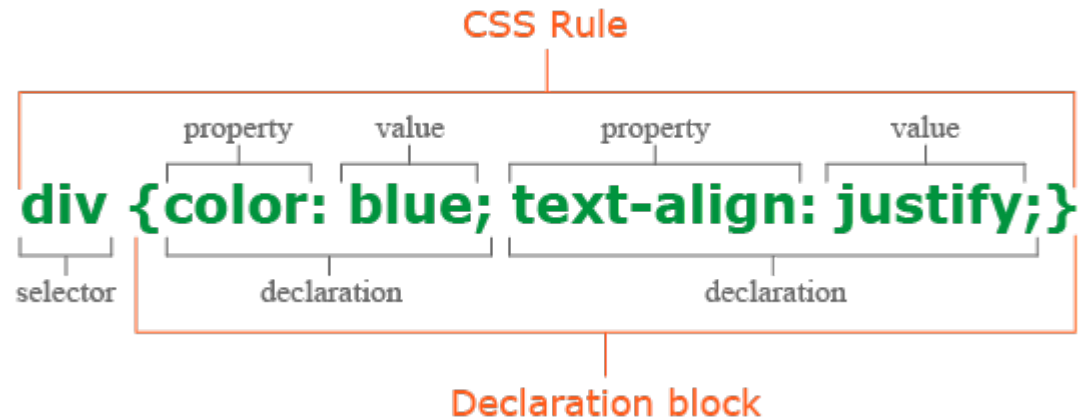 CSS Rule
property value property value
div {color: blue; text-align: justify;}
selector declaration declaration
Declaration block